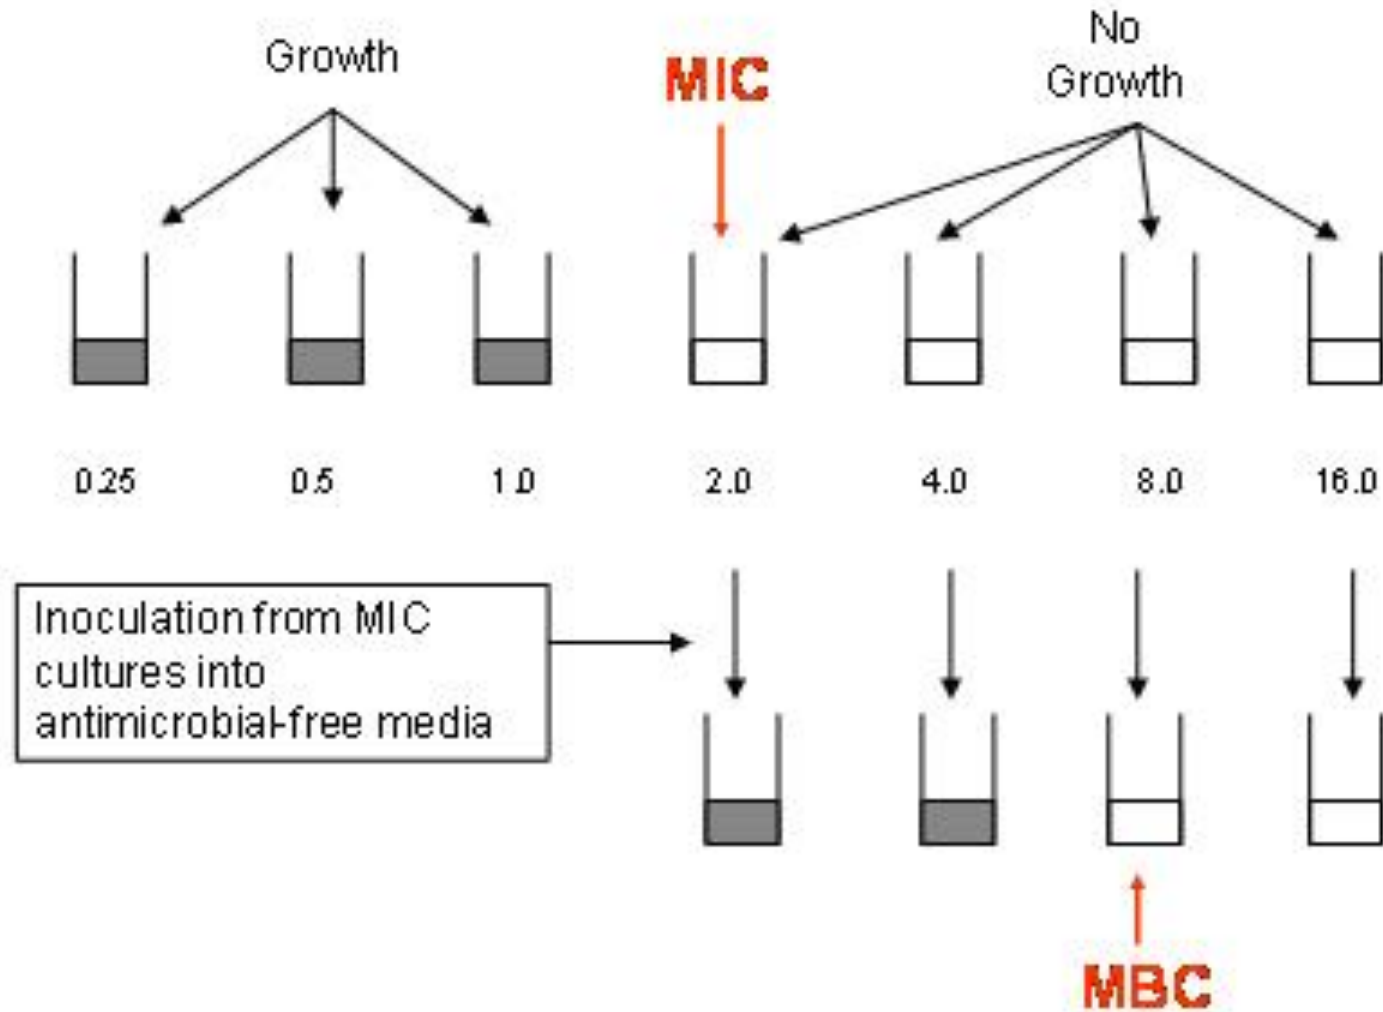 Growth
MIC
No
Growth
0.25
0.5
1.0
2.0
4.0
8.0
16.0
Inoculation from MIC
cultures into
antimicrobial-free media
MBC